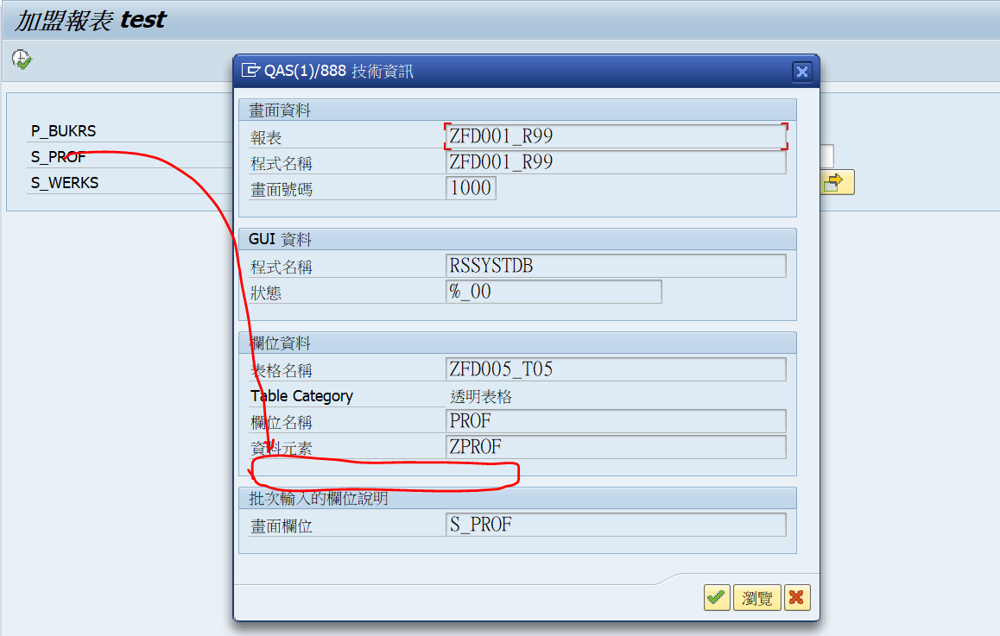 加盟報表 test
QAS(1)/888 技術資訊
畫面資料
P_BUKRS
報表 ZFD001_R99
S_PROF
程式名稱 ZFD001_R99
S_WERKS
畫面號碼 1000
GUI 資料
程式名稱 RSSYSTDB
狀態 %_00
欄位資料
表格名稱 ZFD005_T05
Table Category 透明表格
欄位名稱 PROF
資料元素 ZPROF
批次輸入的欄位說明
畫面欄位 S_PROF
瀏覽